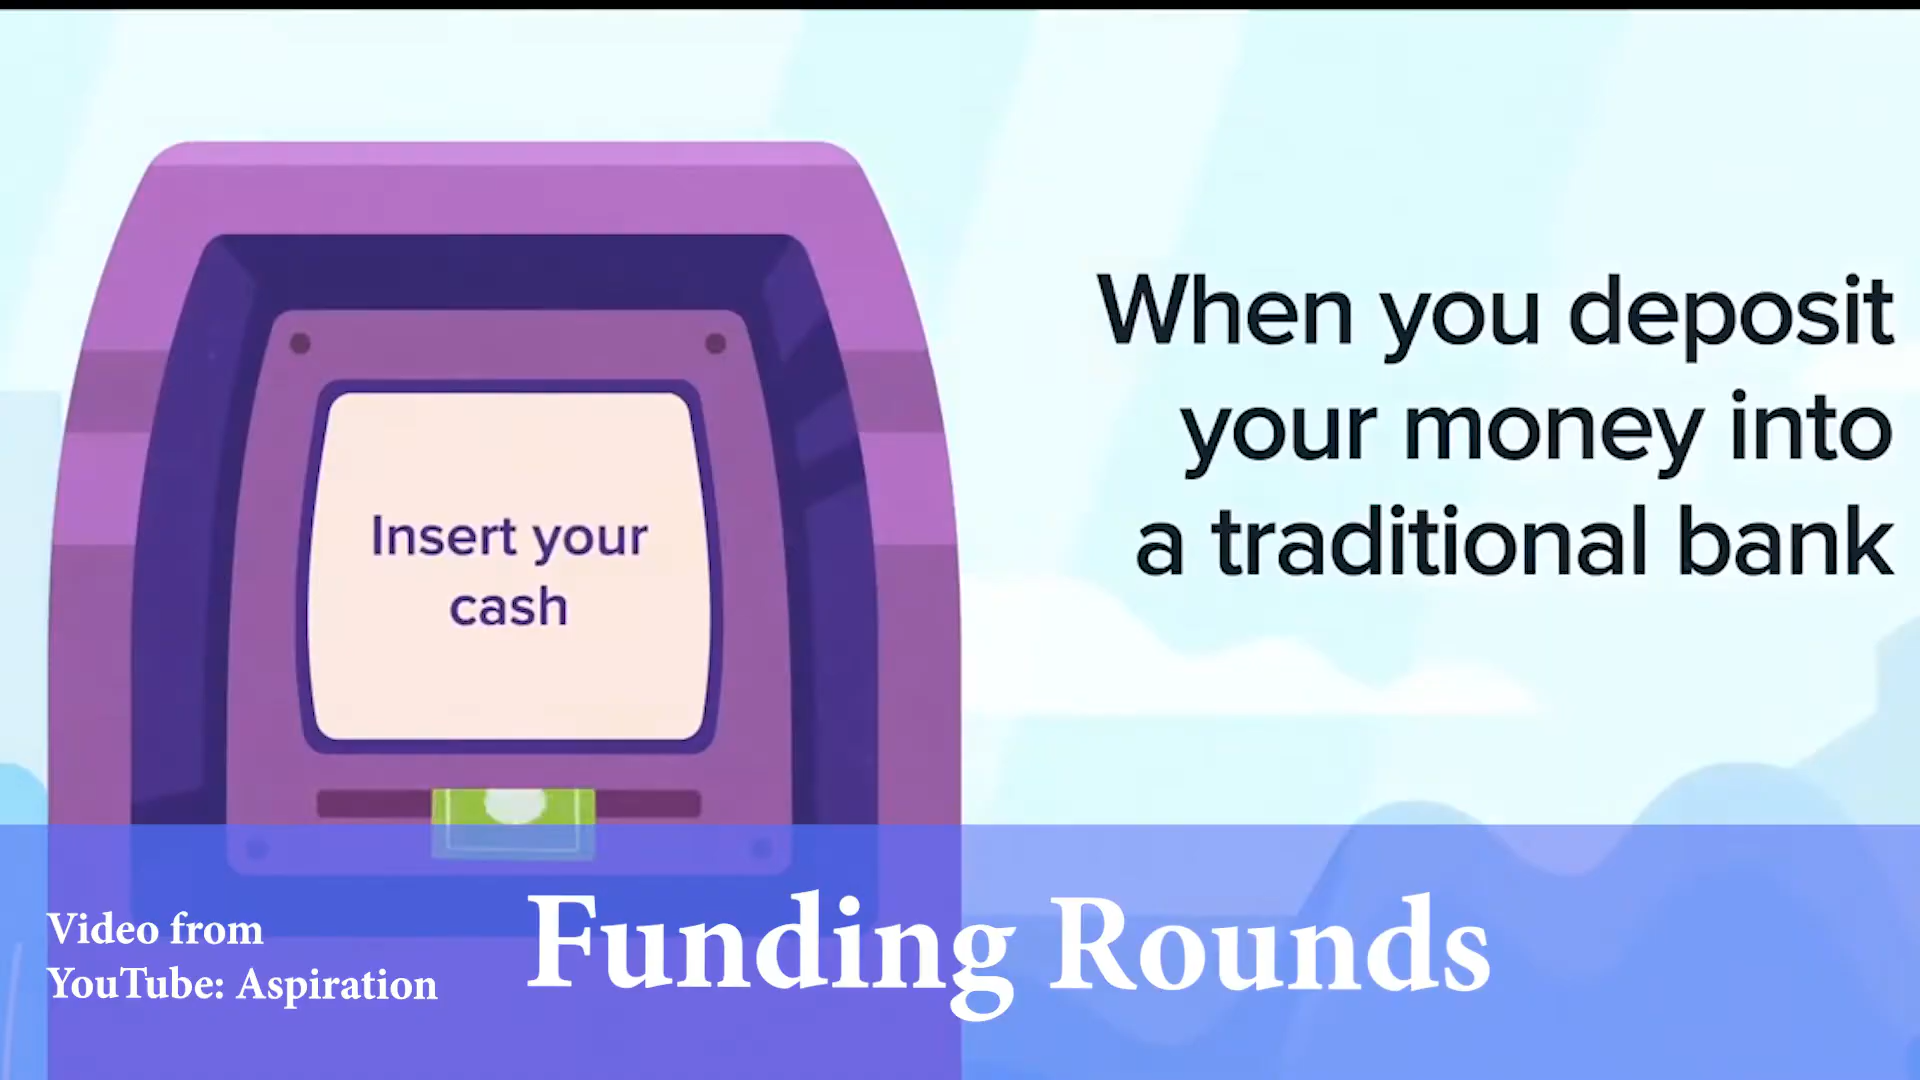 When you deposit
your money into
a traditional bank
Insert your
cash
Video from
YouTube: Aspiration
Funding Rounds